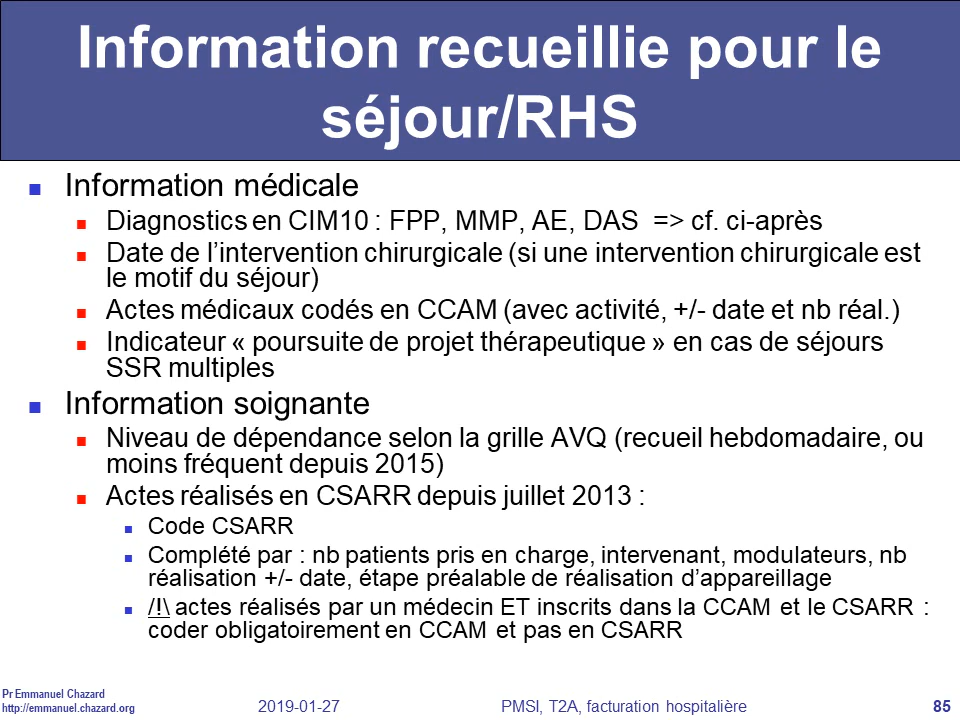 Information recueillie pour le
séjour/RHS
Information médicale
Diagnostics en CIM10 : FPP, MMP, AE, DAS => cf. ci-après
Date de l’intervention chirurgicale (si une intervention chirurgicale est
le motif du séjour)
Actes médicaux codés en CCAM (avec activité, +/- date et nb réal.)
Indicateur « poursuite de projet thérapeutique » en cas de séjours
SSR multiples
Information soignante
Niveau de dépendance selon la grille AVQ (recueil hebdomadaire, ou
moins fréquent depuis 2015)
Actes réalisés en CSARR depuis juillet 2013 :
Code CSARR
Complété par : nb patients pris en charge, intervenant, modulateurs, nb
réalisation +/- date, étape préalable de réalisation d’appareillage
/!\ actes réalisés par un médecin ET inscrits dans la CCAM et le CSARR :
coder obligatoirement en CCAM et pas en CSARR
Pr Emmanuel Chazard
http://emmanuel.chazard.org
2019-01-27
PMSI, T2A, facturation hospitalière
85